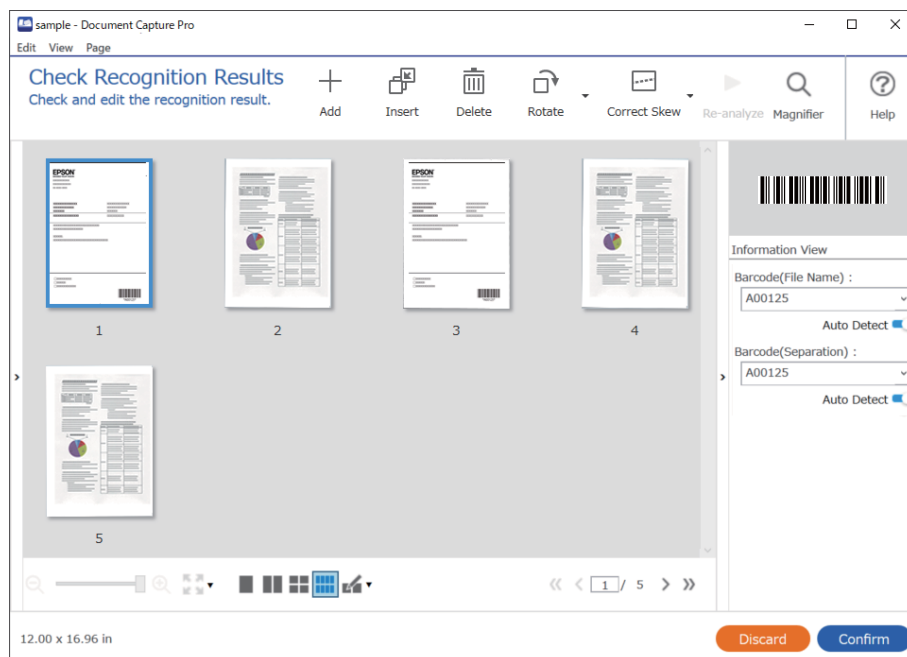 sample - Document Capture Pro
Edit View Page
Check Recognition Results
Check and edit the recognition result.
Add
Insert
Delete
Rotate
Correct Skew
Re-analyze
Magnifier
Help
EPSON
EPSON
1
2
3
4
5
Information View
Barcode(File Name) :
A00125
Auto Detect
Barcode(Separation) :
A00125
Auto Detect
1 / 5
12.00 x 16.96 in
Discard
Confirm